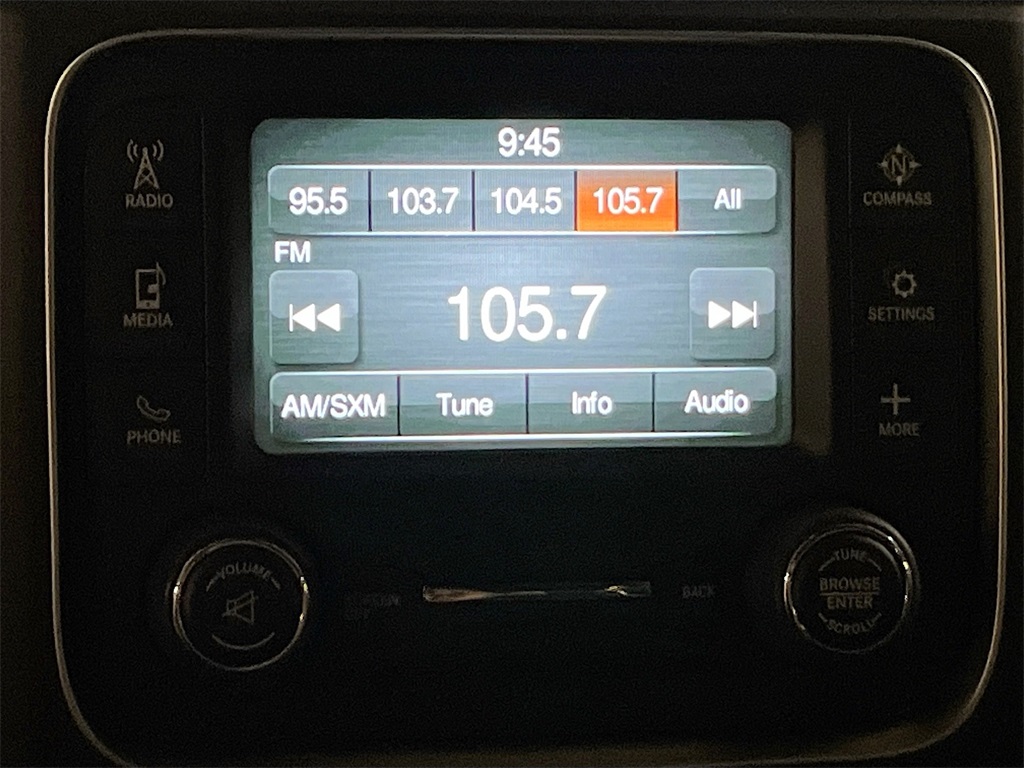 9:45
95.5 103.7 104.5 105.7 All
FM
105.7
AM/SXM Tune Info Audio
RADIO
MEDIA
PHONE
N
COMPASS
SETTINGS
MORE
VOLUME
BACK
TUNE
BROWSE
ENTER
SCROLL